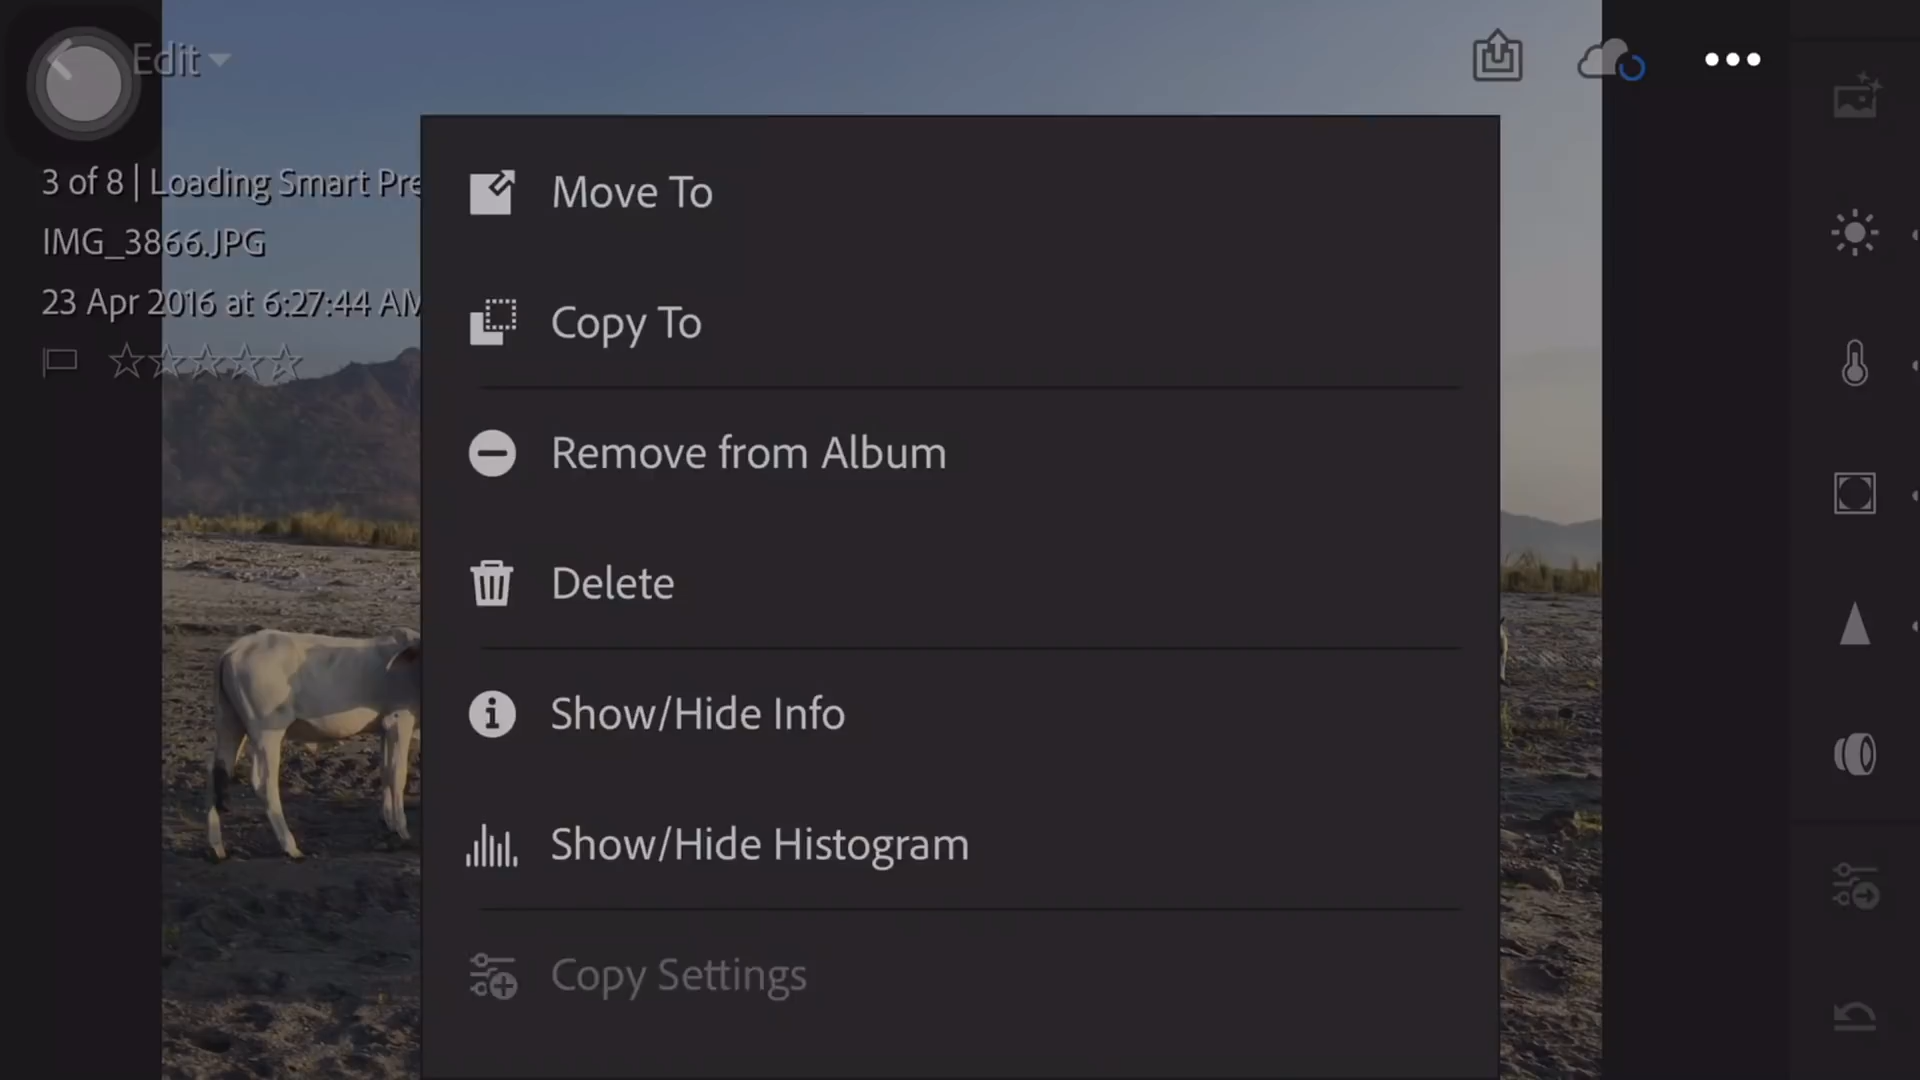 Edit
3 of 8 | Loading Smart Pre
IMG_3866.JPG
23 Apr 2016 at 6:27:44 AM
Move To
Copy To
Remove from Album
Delete
Show/Hide Info
Show/Hide Histogram
Copy Settings